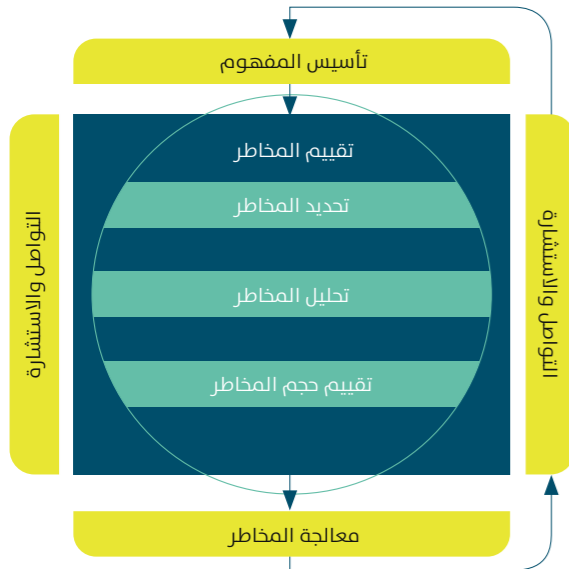 تأسيس المفهوم
التواصل والاستشارة
تقييم المخاطر
تحديد المخاطر
تحليل المخاطر
تقييم حجم المخاطر
التواصل والاستشارة
معالجة المخاطر